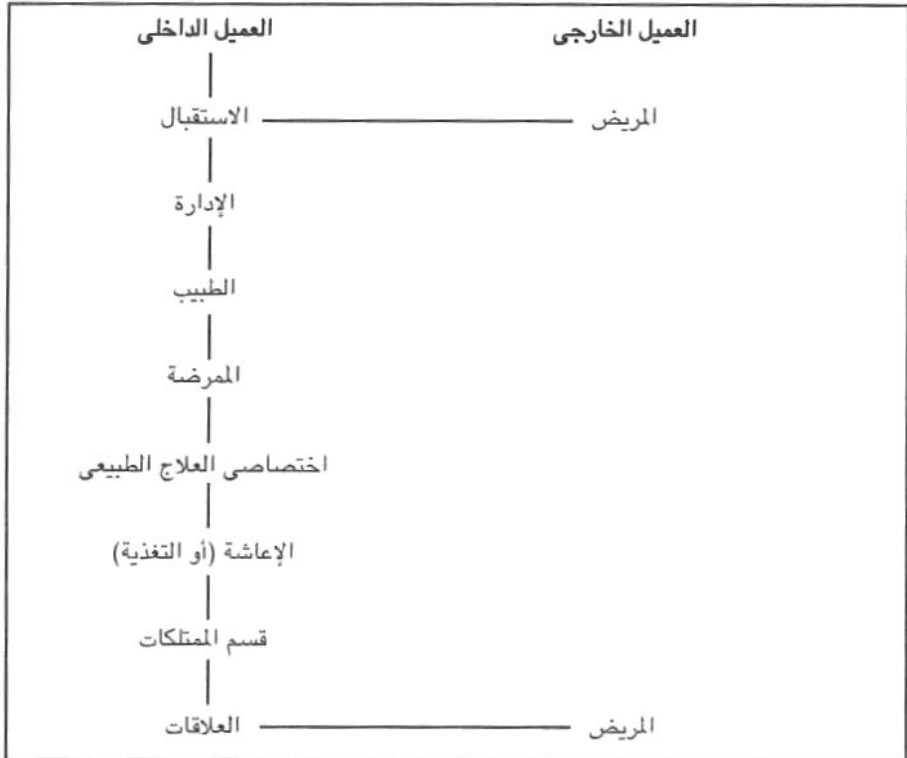 العميل الخارجى العميل الداخلى
المريض الاستقبال
الإدارة
الطبيب
الممرضة
اختصاصى العلاج الطبيعى
الإعاشة (أو التغذية)
قسم الممتلكات
المريض العلاقات